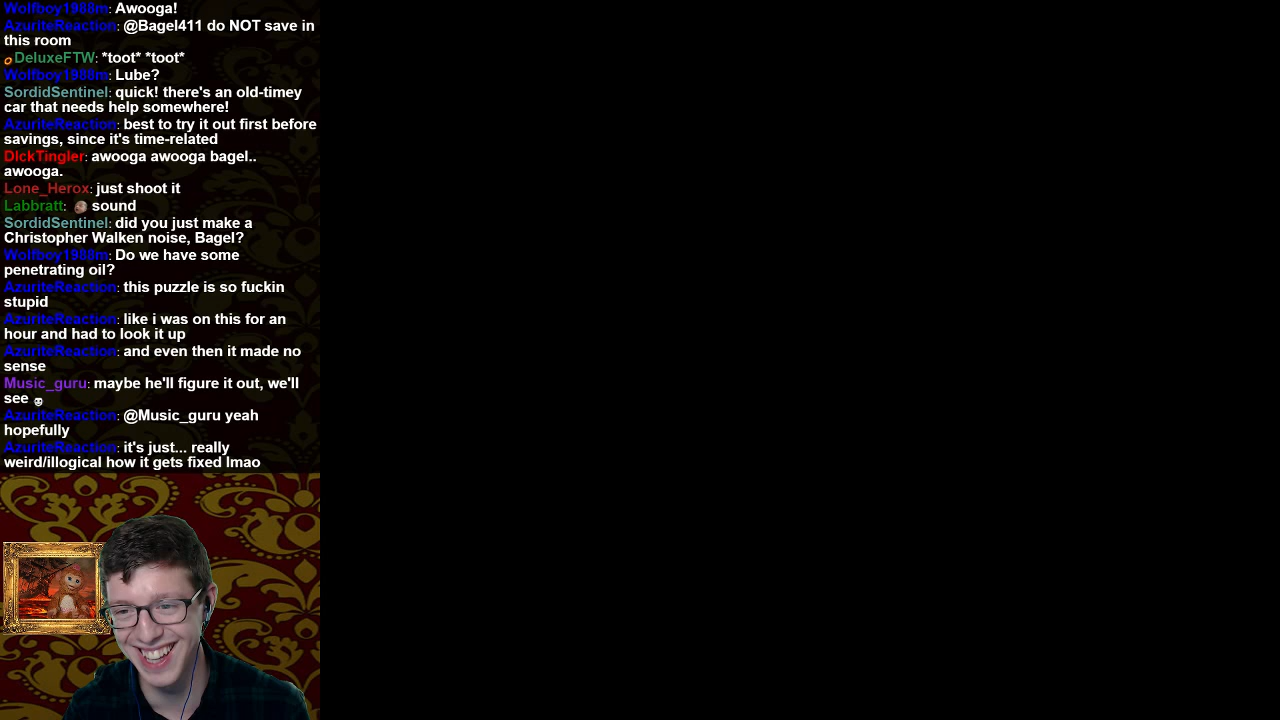 Wolfboy1988m: Awooga!
AzuriteReaction: @Bagel411 do NOT save in
this room
DeluxeFTW: *toot* *toot*
Wolfboy1988m: Lube?
SordidSentinel: quick! there's an old-timey
car that needs help somewhere!
AzuriteReaction: best to try it out first before
savings, since it's time-related
DIckTingler: awooga awooga bagel..
awooga.
Lone_Herox: just shoot it
Labbratt: sound
SordidSentinel: did you just make a
Christopher Walken noise, Bagel?
Wolfboy1988m: Do we have some
penetrating oil?
AzuriteReaction: this puzzle is so fuckin
stupid
AzuriteReaction: like i was on this for an
hour and had to look it up
AzuriteReaction: and even then it made no
sense
Music_guru: maybe he'll figure it out, we'll
see
AzuriteReaction: @Music_guru yeah
hopefully
AzuriteReaction: it's just... really
weird/illogical how it gets fixed lmao